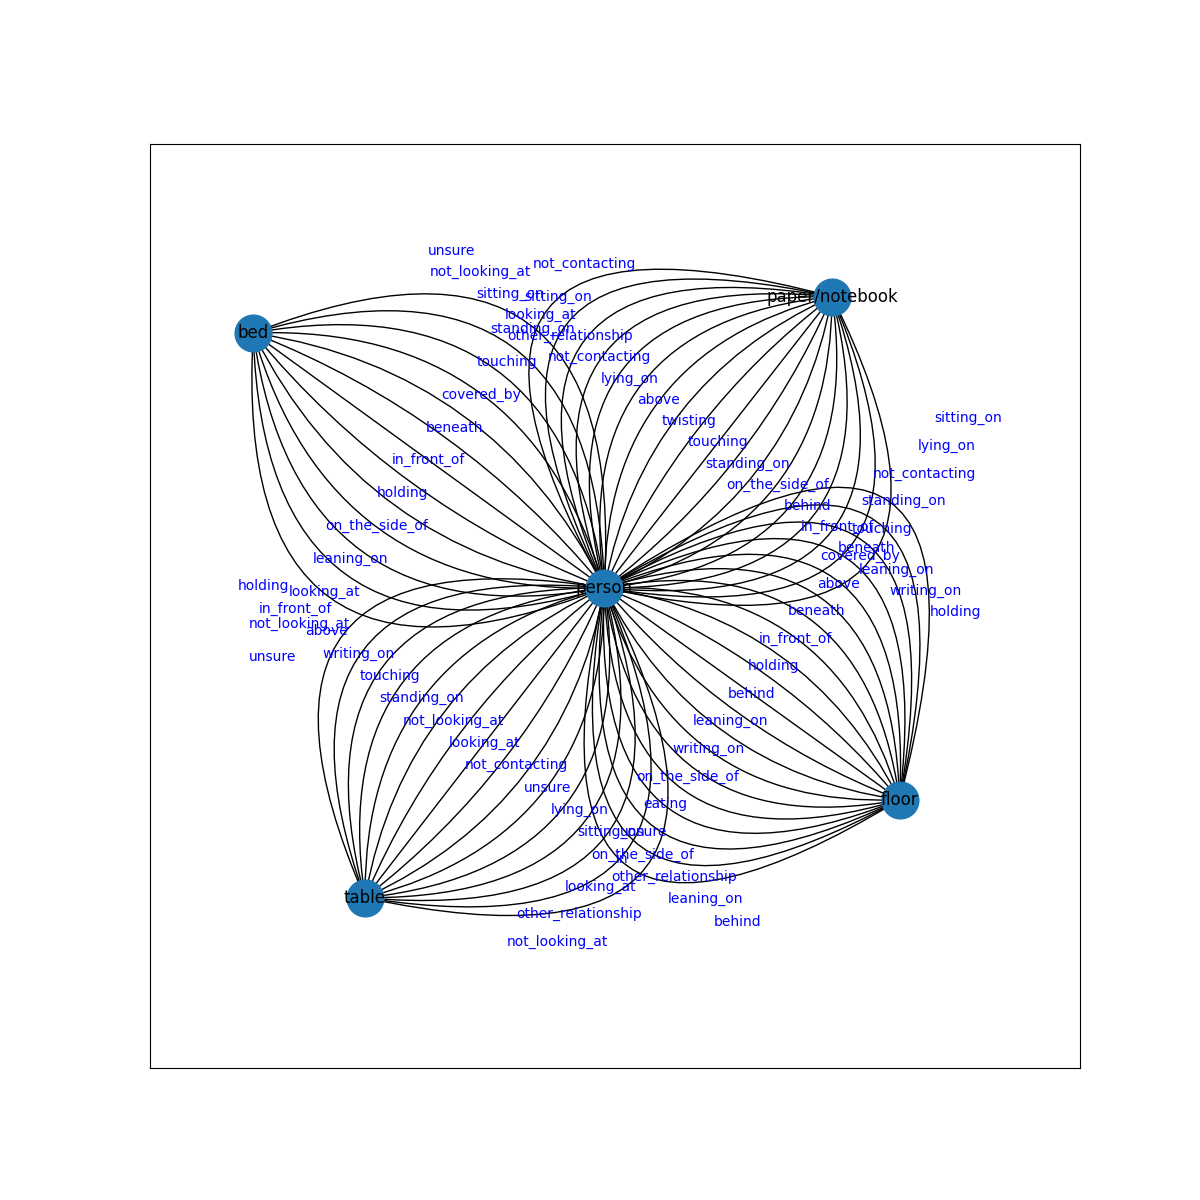 unsure
not_contacting
not_looking_at
sitting_on
sitting_on
paper/notebook
looking_at
standing_on
bed
other_relationship
not_contacting
touching
lying_on
covered_by
above
sitting_on
twisting
beneath
touching
lying_on
in_front_of
standing_on
not_contacting
on_the_side_of
holding
standing_on
behind
on_the_side_of
in_front_of
touching
beneath
covered_by
leaning_on
leaning_on
above
holding
person
looking_at
writing_on
in_front_of
beneath
holding
not_looking_at
above
in_front_of
unsure
writing_on
holding
touching
behind
standing_on
not_looking_at
leaning_on
looking_at
writing_on
not_contacting
on_the_side_of
unsure
floor
eating
lying_on
sitting_on
unsure
on_the_side_of
in
other_relationship
looking_at
table
leaning_on
other_relationship
behind
not_looking_at